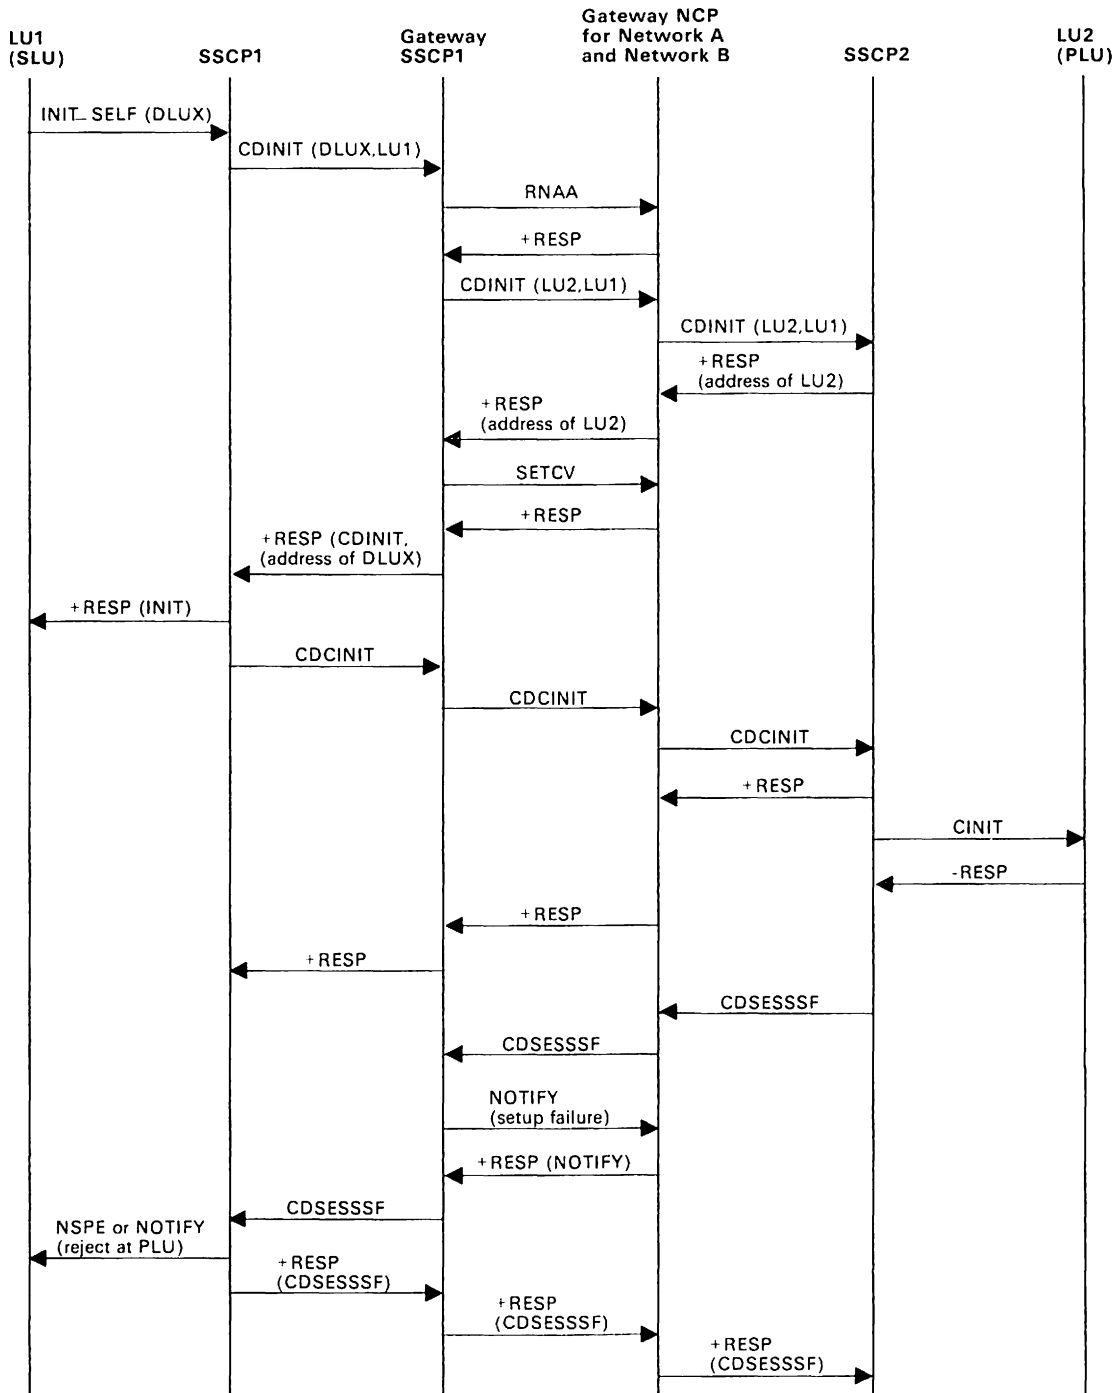 LU1
(SLU)
SSCP1
Gateway
SSCP1
Gateway NCP
for Network A
and Network B
SSCP2
LU2
(PLU)
INIT_SELF (DLUX)
CDINIT (DLUX,LU1)
RNAA
+RESP
CDINIT (LU2,LU1)
CDINIT (LU2,LU1)
+RESP
(address of LU2)
+RESP
(address of LU2)
SETCV
+RESP
+RESP (CDINIT,
(address of DLUX)
+RESP (INIT)
CDCINIT
CDCINIT
CDCINIT
+RESP
CINIT
-RESP
+RESP
+RESP
CDSESSSF
CDSESSSF
NOTIFY
(setup failure)
+RESP (NOTIFY)
CDSESSSF
NSPE or NOTIFY
(reject at PLU)
+RESP
(CDSESSSF)
+RESP
(CDSESSSF)
+RESP
(CDSESSSF)